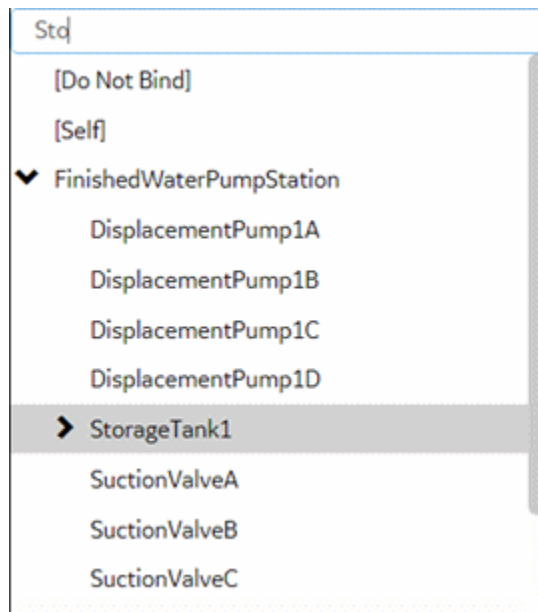 Sto
[Do Not Bind]
[Self]
FinishedWaterPumpStation
DisplacementPump1A
DisplacementPump1B
DisplacementPump1C
DisplacementPump1D
StorageTank1
SuctionValveA
SuctionValveB
SuctionValveC